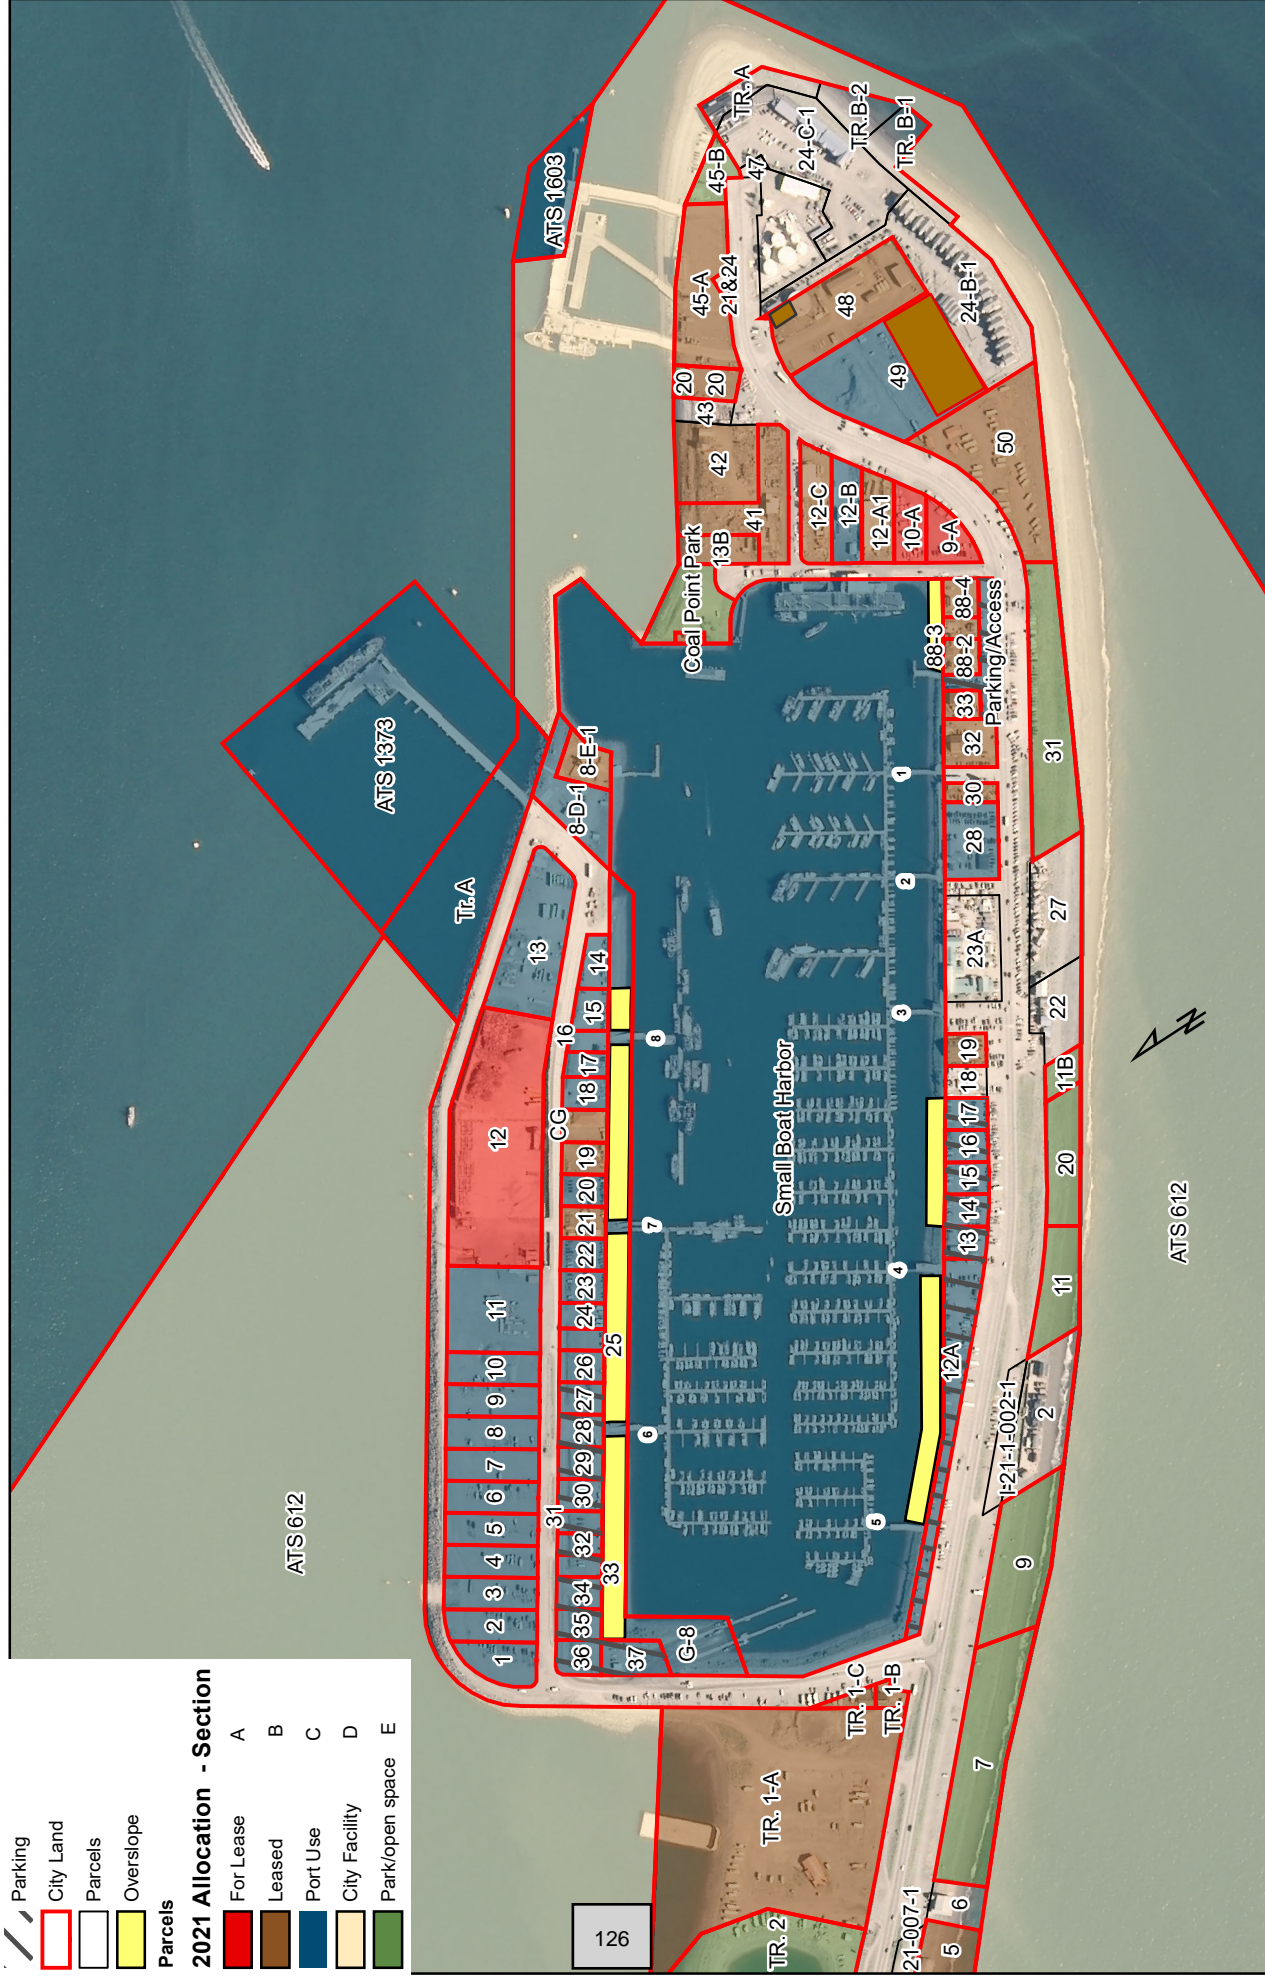 Parking
City Land
Parcels
Overslope
Parcels
2021 Allocation - Section
For Lease A
Leased B
Port Use C
City Facility D
Park/open space E
126
ATS 1603
ATS 1373
Tr. A
ATS 612
ATS 612
Small Boat Harbor
Coal Point Park
Parking/Access
TR. A
TR.B-2
TR. B-1
24-C-1
47
45-B
45-A
21&24
24-B-1
48
49
50
20
20
43
42
41
13B
12-C
12-B
12-A1
10-A
9-A
88-4
88-3
88-2
33
32
30
28
31
27
23A
22
11B
19
18
17
16
15
14
13
20
11
12A
I-21-1-002-1
2
9
7
6
5
21-007-1
TR. 1-C
TR. 1-B
TR. 1-A
TR. 2
8-E-1
8-D-1
13
14
15
16
17
18
CG
19
20
21
22
23
24
25
26
27
28
29
30
31
32
33
34
35
36
37
G-8
12
11
10
9
8
7
6
5
4
3
2
1
1
2
3
4
5
6
7
8
N